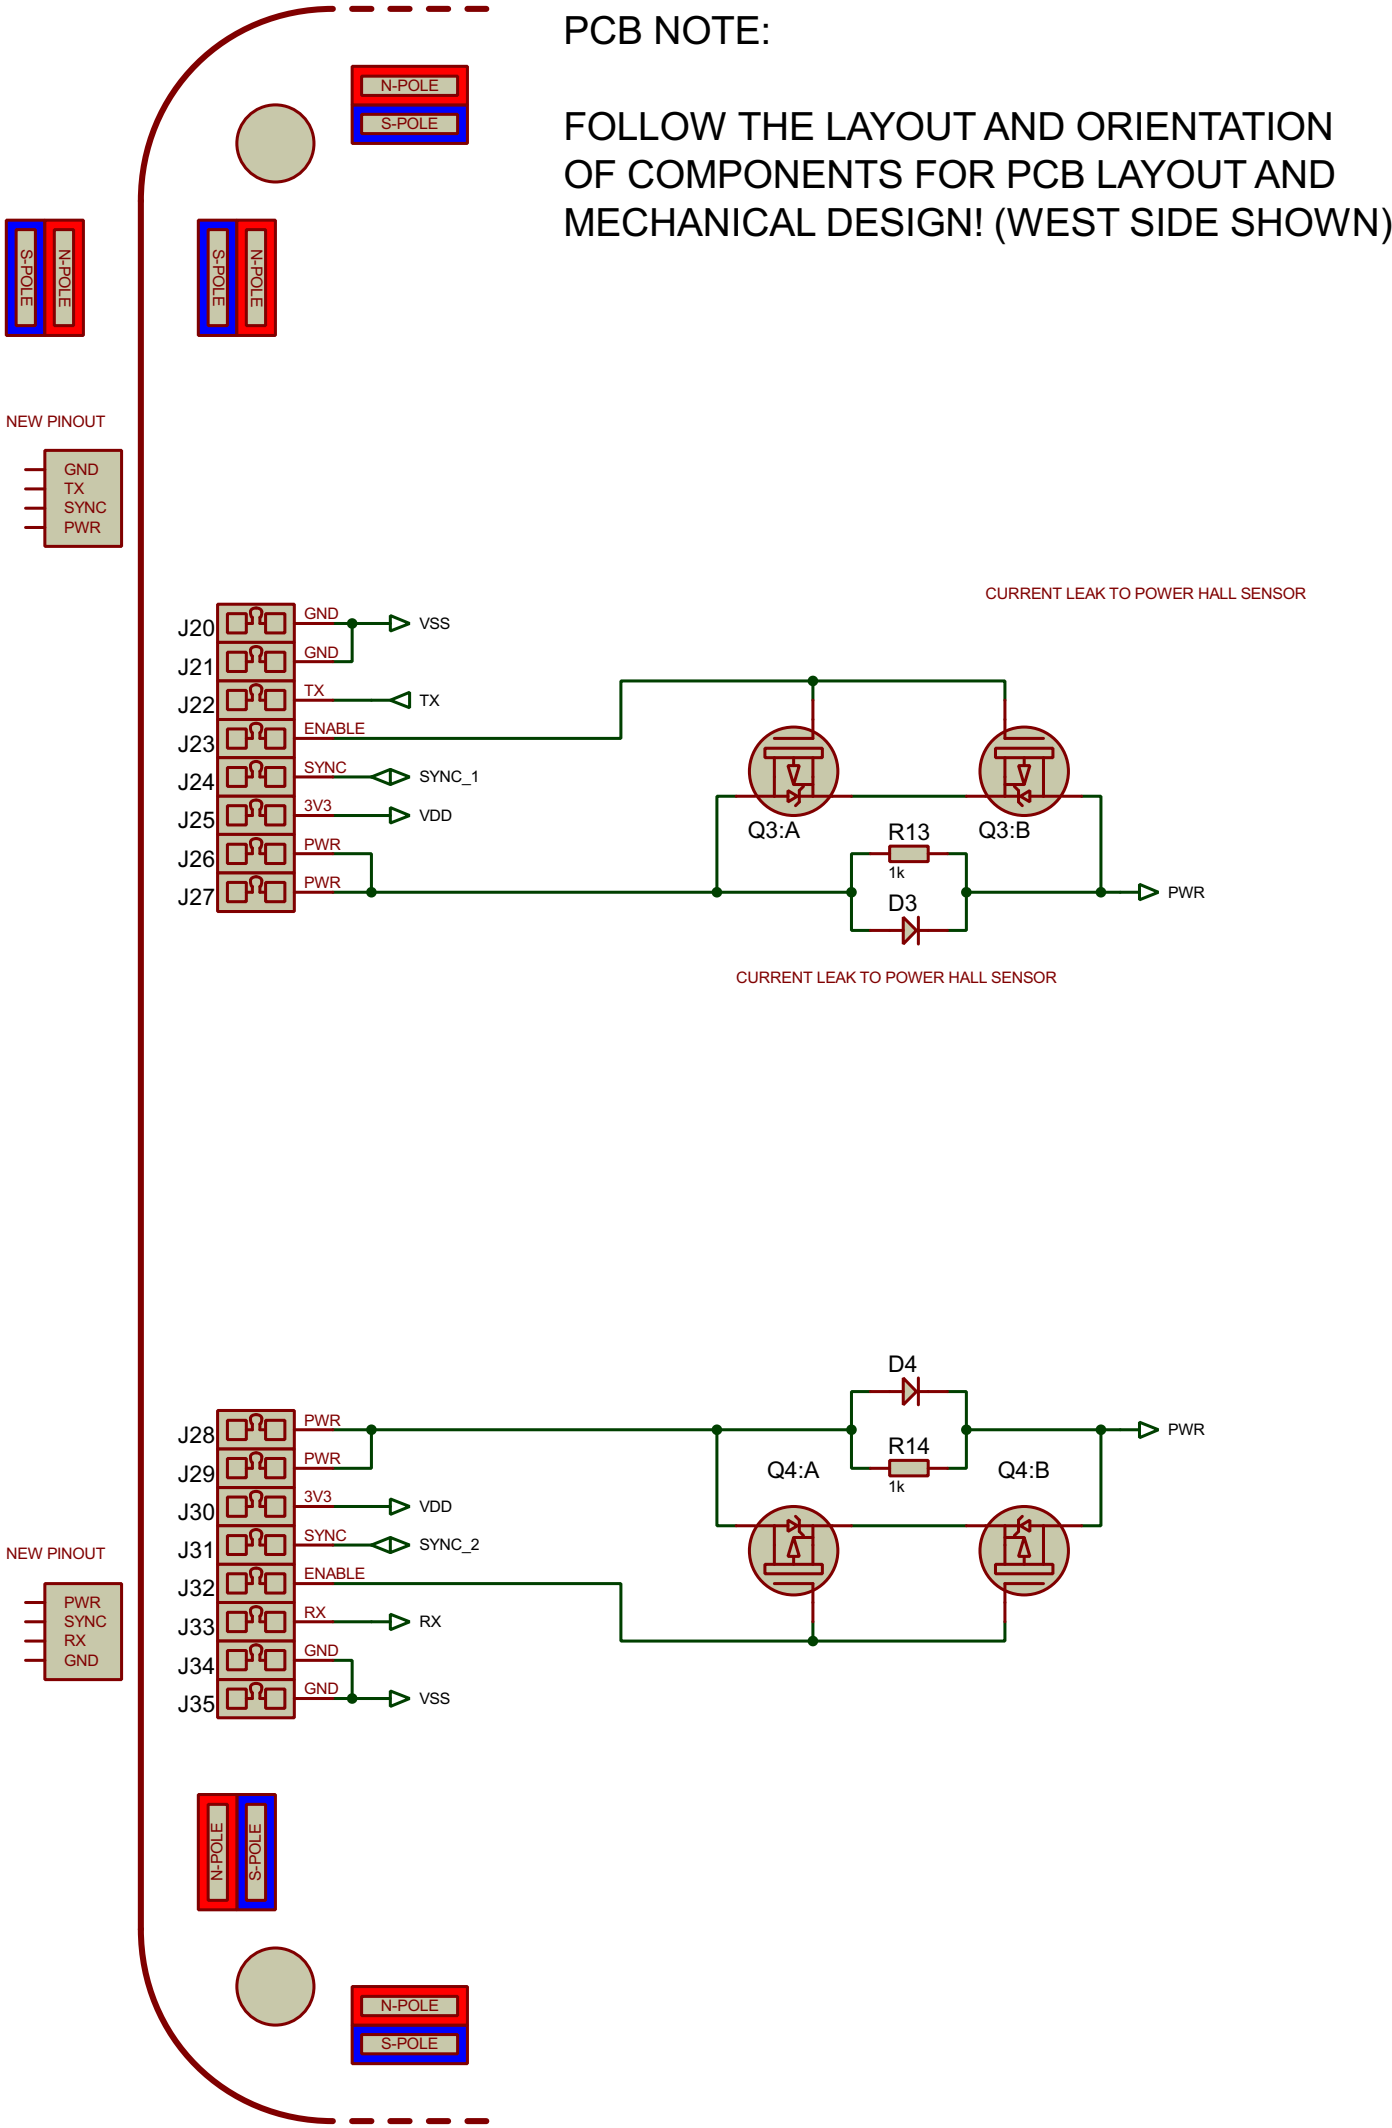 PCB NOTE:
FOLLOW THE LAYOUT AND ORIENTATION
OF COMPONENTS FOR PCB LAYOUT AND
MECHANICAL DESIGN! (WEST SIDE SHOWN)
N-POLE
S-POLE
S-POLE
N-POLE
S-POLE
N-POLE
NEW PINOUT
GND
TX
SYNC
PWR
CURRENT LEAK TO POWER HALL SENSOR
J20 GND VSS
J21 GND
J22 TX TX
J23 ENABLE
J24 SYNC SYNC_1
J25 3V3 VDD
J26 PWR
J27 PWR
Q3:A
Q3:B
R13
1k
D3
PWR
CURRENT LEAK TO POWER HALL SENSOR
D4
R14
1k
PWR
Q4:A
Q4:B
J28 PWR
J29 PWR
J30 3V3 VDD
J31 SYNC SYNC_2
J32 ENABLE
J33 RX RX
J34 GND
J35 GND VSS
NEW PINOUT
PWR
SYNC
RX
GND
N-POLE
S-POLE
N-POLE
S-POLE